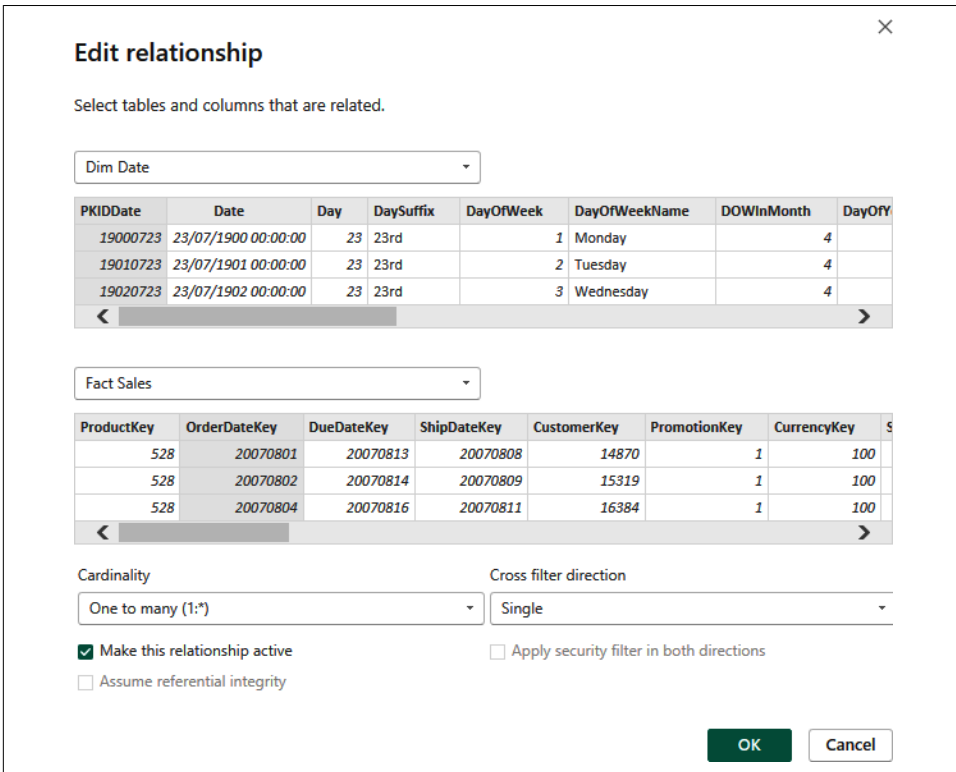 Edit relationship
Select tables and columns that are related.
Dim Date
PKIDDate Date Day DaySuffix DayOfWeek DayOfWeekName DOWInMonth DayOfY
19000723 23/07/1900 00:00:00 23 23rd 1 Monday 4
19010723 23/07/1901 00:00:00 23 23rd 2 Tuesday 4
19020723 23/07/1902 00:00:00 23 23rd 3 Wednesday 4
Fact Sales
ProductKey OrderDateKey DueDateKey ShipDateKey CustomerKey PromotionKey CurrencyKey S
528 20070801 20070813 20070808 14870 1 100
528 20070802 20070814 20070809 15319 1 100
528 20070804 20070816 20070811 16384 1 100
Cardinality Cross filter direction
One to many (1:*) Single
Make this relationship active Apply security filter in both directions
Assume referential integrity
OK Cancel